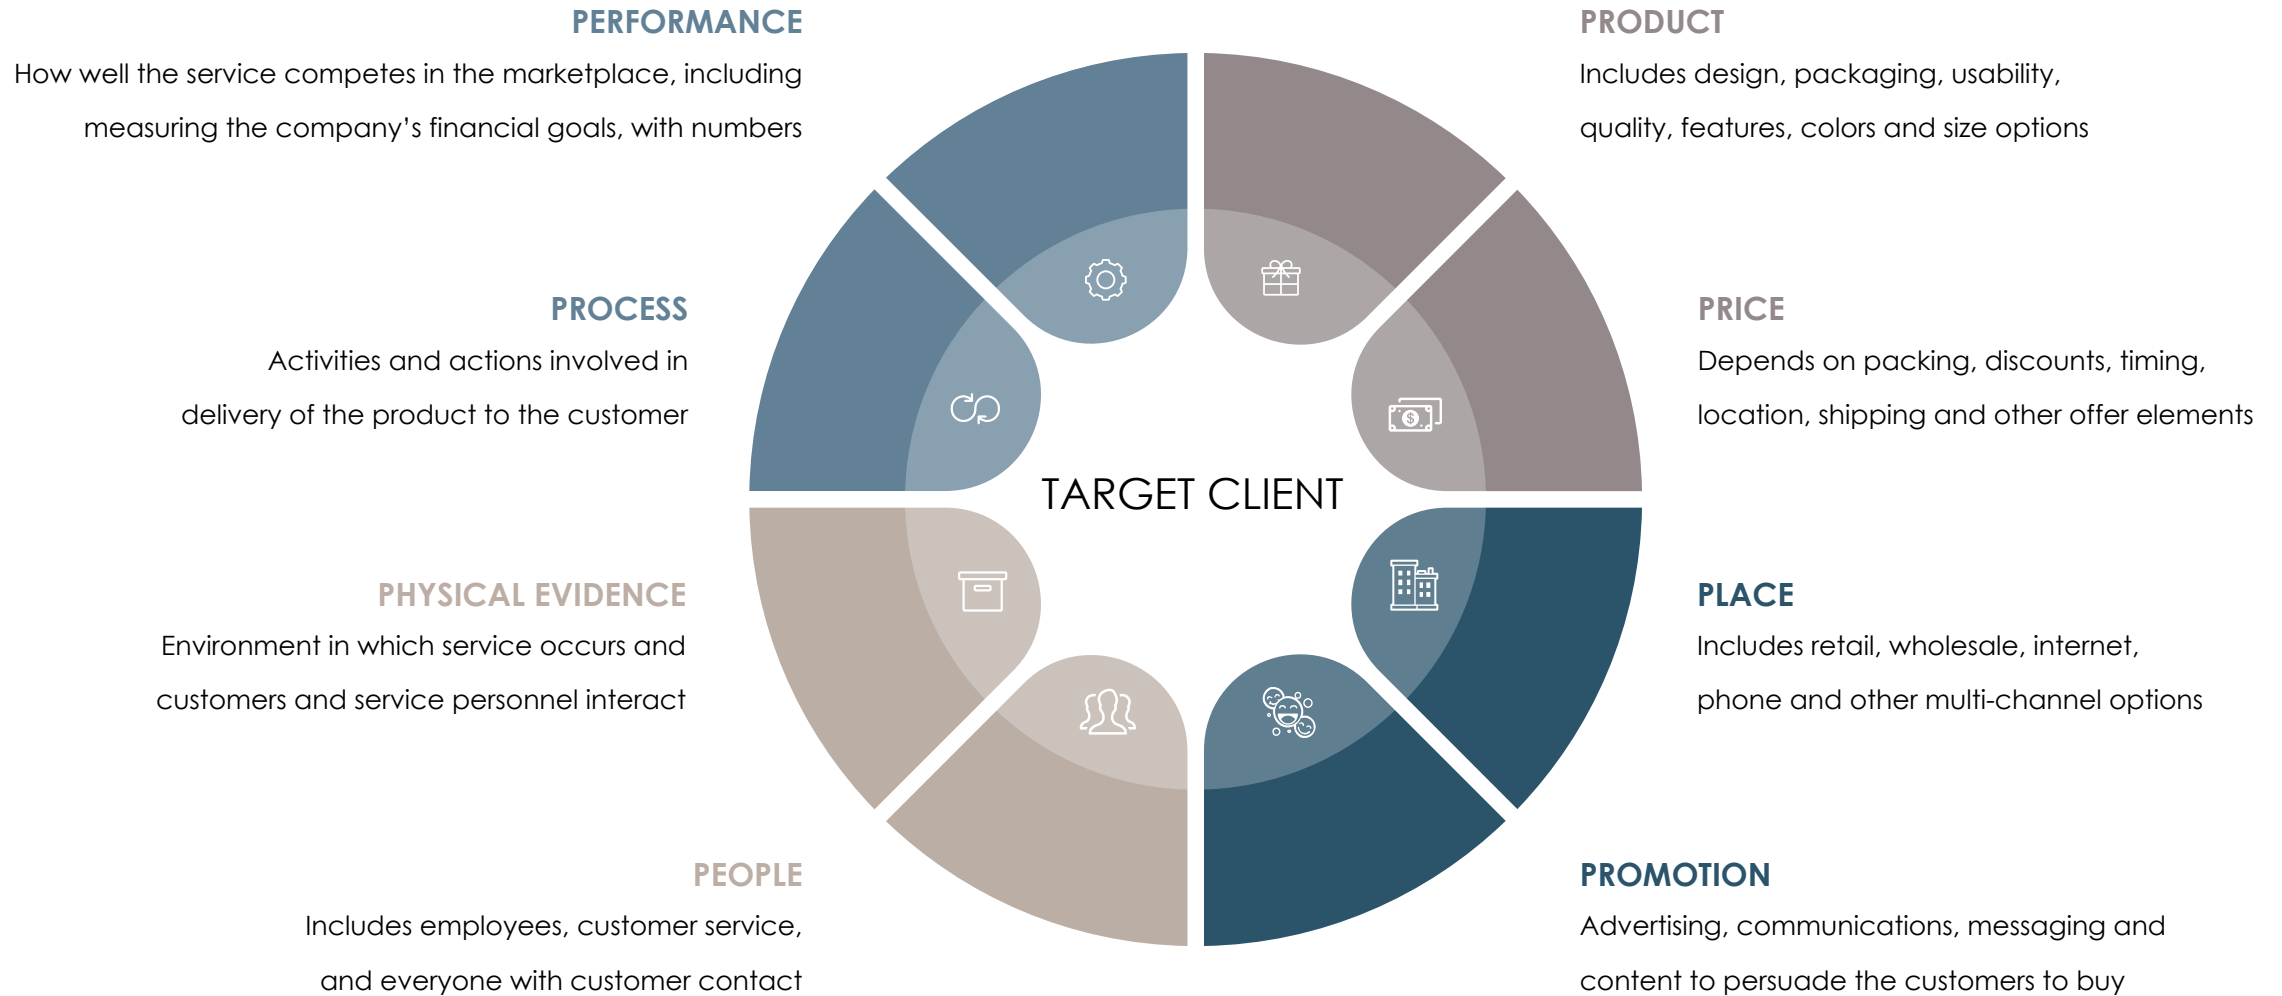 PERFORMANCE
How well the service competes in the marketplace, including
measuring the company’s financial goals, with numbers
PRODUCT
Includes design, packaging, usability,
quality, features, colors and size options
PROCESS
Activities and actions involved in
delivery of the product to the customer
PRICE
Depends on packing, discounts, timing,
location, shipping and other offer elements
TARGET CLIENT
PHYSICAL EVIDENCE
Environment in which service occurs and
customers and service personnel interact
PLACE
Includes retail, wholesale, internet,
phone and other multi-channel options
PEOPLE
Includes employees, customer service,
and everyone with customer contact
PROMOTION
Advertising, communications, messaging and
content to persuade the customers to buy